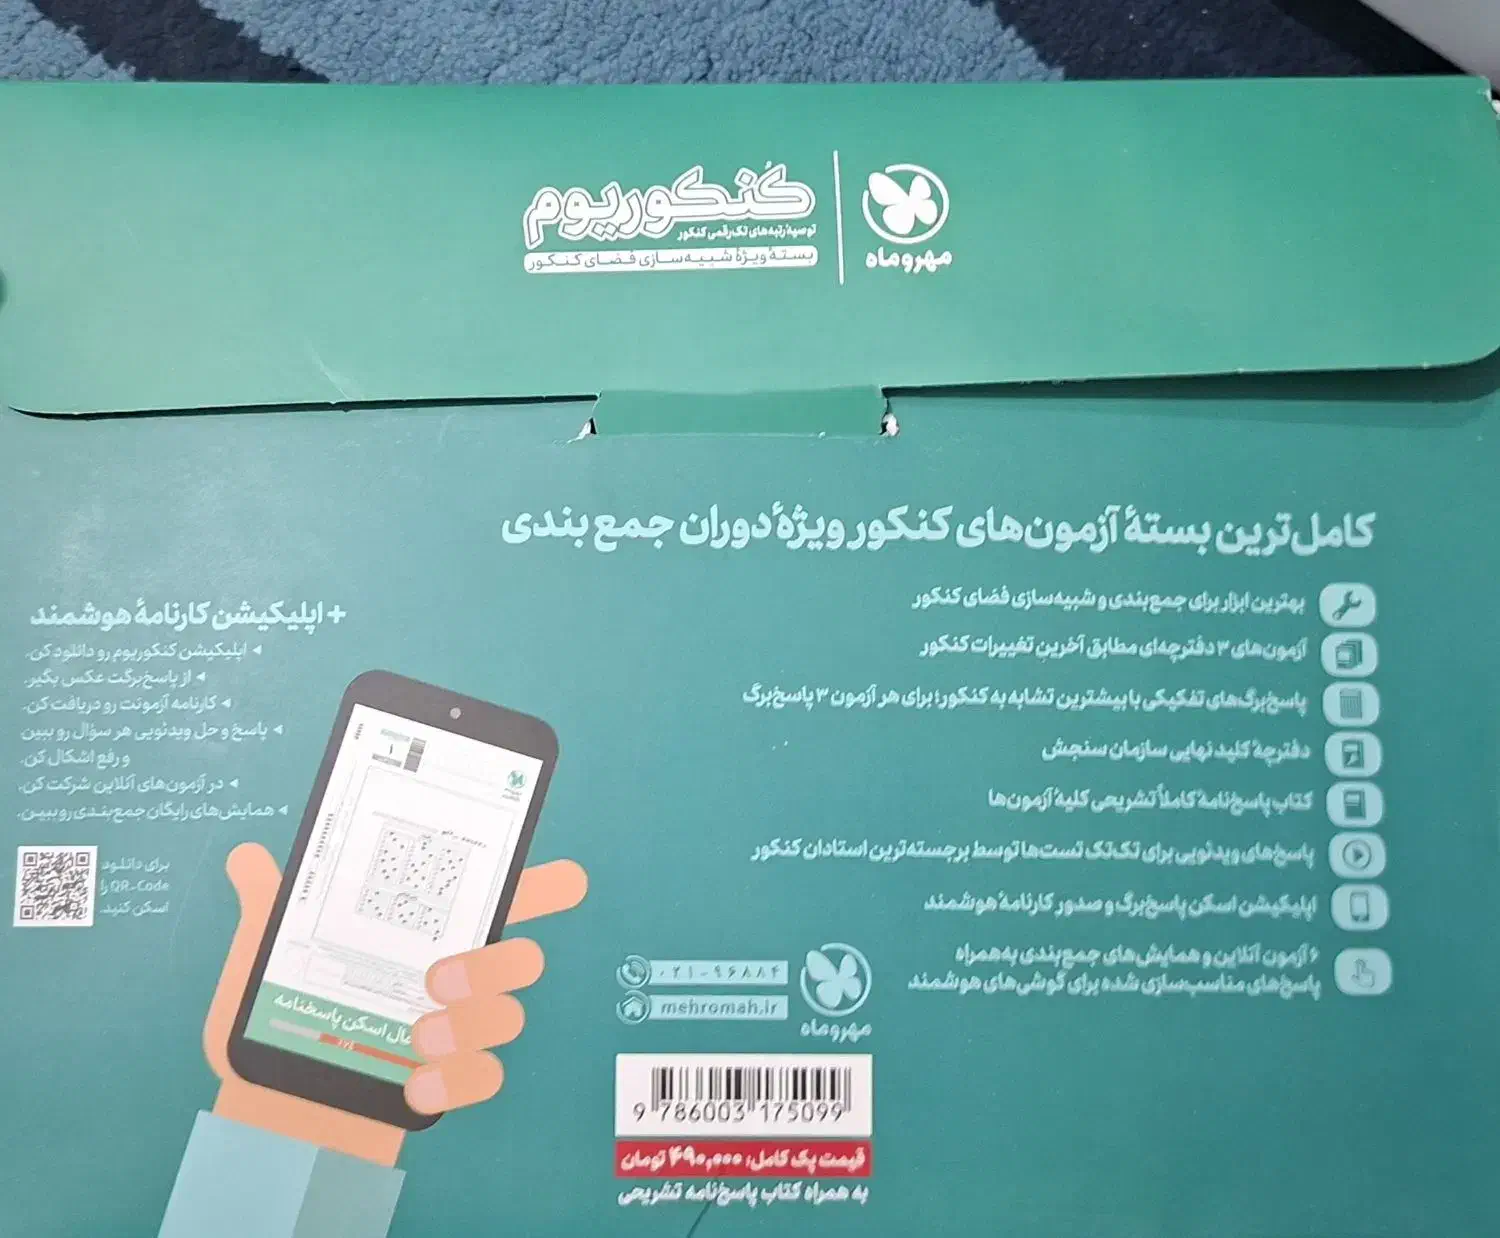 مهروماه
کُنکوریوم
توصیهٔ رتبه‌های تک‌رقمی کنکور
بستهٔ ویژهٔ شبیه‌سازی فضای کنکور
کامل‌ترین بستهٔ آزمون‌های کنکور ویژهٔ دوران جمع بندی
بهترین ابزار برای جمع‌بندی و شبیه‌سازی فضای کنکور
آزمون‌های ۳ دفترچه‌ای مطابق آخرین تغییرات کنکور
پاسخ‌برگ‌های تفکیکی با بیشترین تشابه به کنکور؛ برای هر آزمون ۳ پاسخ‌برگ
دفترچهٔ کلید نهایی سازمان سنجش
کتاب پاسخ‌نامهٔ کاملاً تشریحی کلیهٔ آزمون‌ها
پاسخ‌های ویدئویی برای تک‌تک تست‌ها توسط برجسته‌ترین استادان کنکور
اپلیکیشن اسکن پاسخ‌برگ و صدور کارنامهٔ هوشمند
۶ آزمون آنلاین و همایش‌های جمع‌بندی به‌همراه
پاسخ‌های مناسب‌سازی شده برای گوشی‌های هوشمند
+ اپلیکیشن کارنامهٔ هوشمند
◂ اپلیکیشن کنکوریوم رو دانلود کن.
◂ از پاسخ‌برگت عکس بگیر.
◂ کارنامه آزمونت رو دریافت کن.
◂ پاسخ و حل ویدئویی هر سؤال رو ببین
و رفع اشکال کن.
◂ در آزمون‌های آنلاین شرکت کن.
◂ همایش‌های رایگان جمع‌بندی رو ببین.
برای دانلود
QR-Code را
اسکن کنید.
۱
حال اسکن پاسخنامه
۰۲۱-۹۶۸۸۴
mehromah.ir
مهروماه
9 786003 175099
قیمت پک کامل: ۴۹۰,۰۰۰ تومان
به همراه کتاب پاسخ‌نامه تشریحی